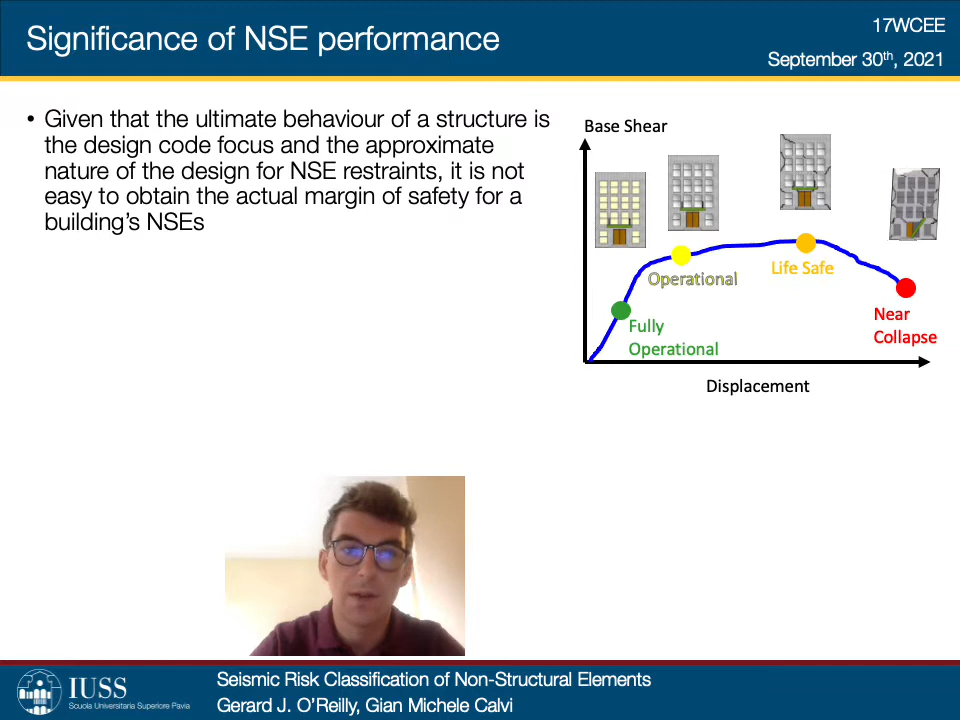 Significance of NSE performance
17WCEE
September 30th, 2021
• Given that the ultimate behaviour of a structure is
the design code focus and the approximate
nature of the design for NSE restraints, it is not
easy to obtain the actual margin of safety for a
building's NSEs
Base Shear
Operational
Life Safe
Fully
Operational
Near
Collapse
Displacement
IUSS
Scuola Universitaria Superiore Pavia
Seismic Risk Classification of Non-Structural Elements
Gerard J. O'Reilly, Gian Michele Calvi